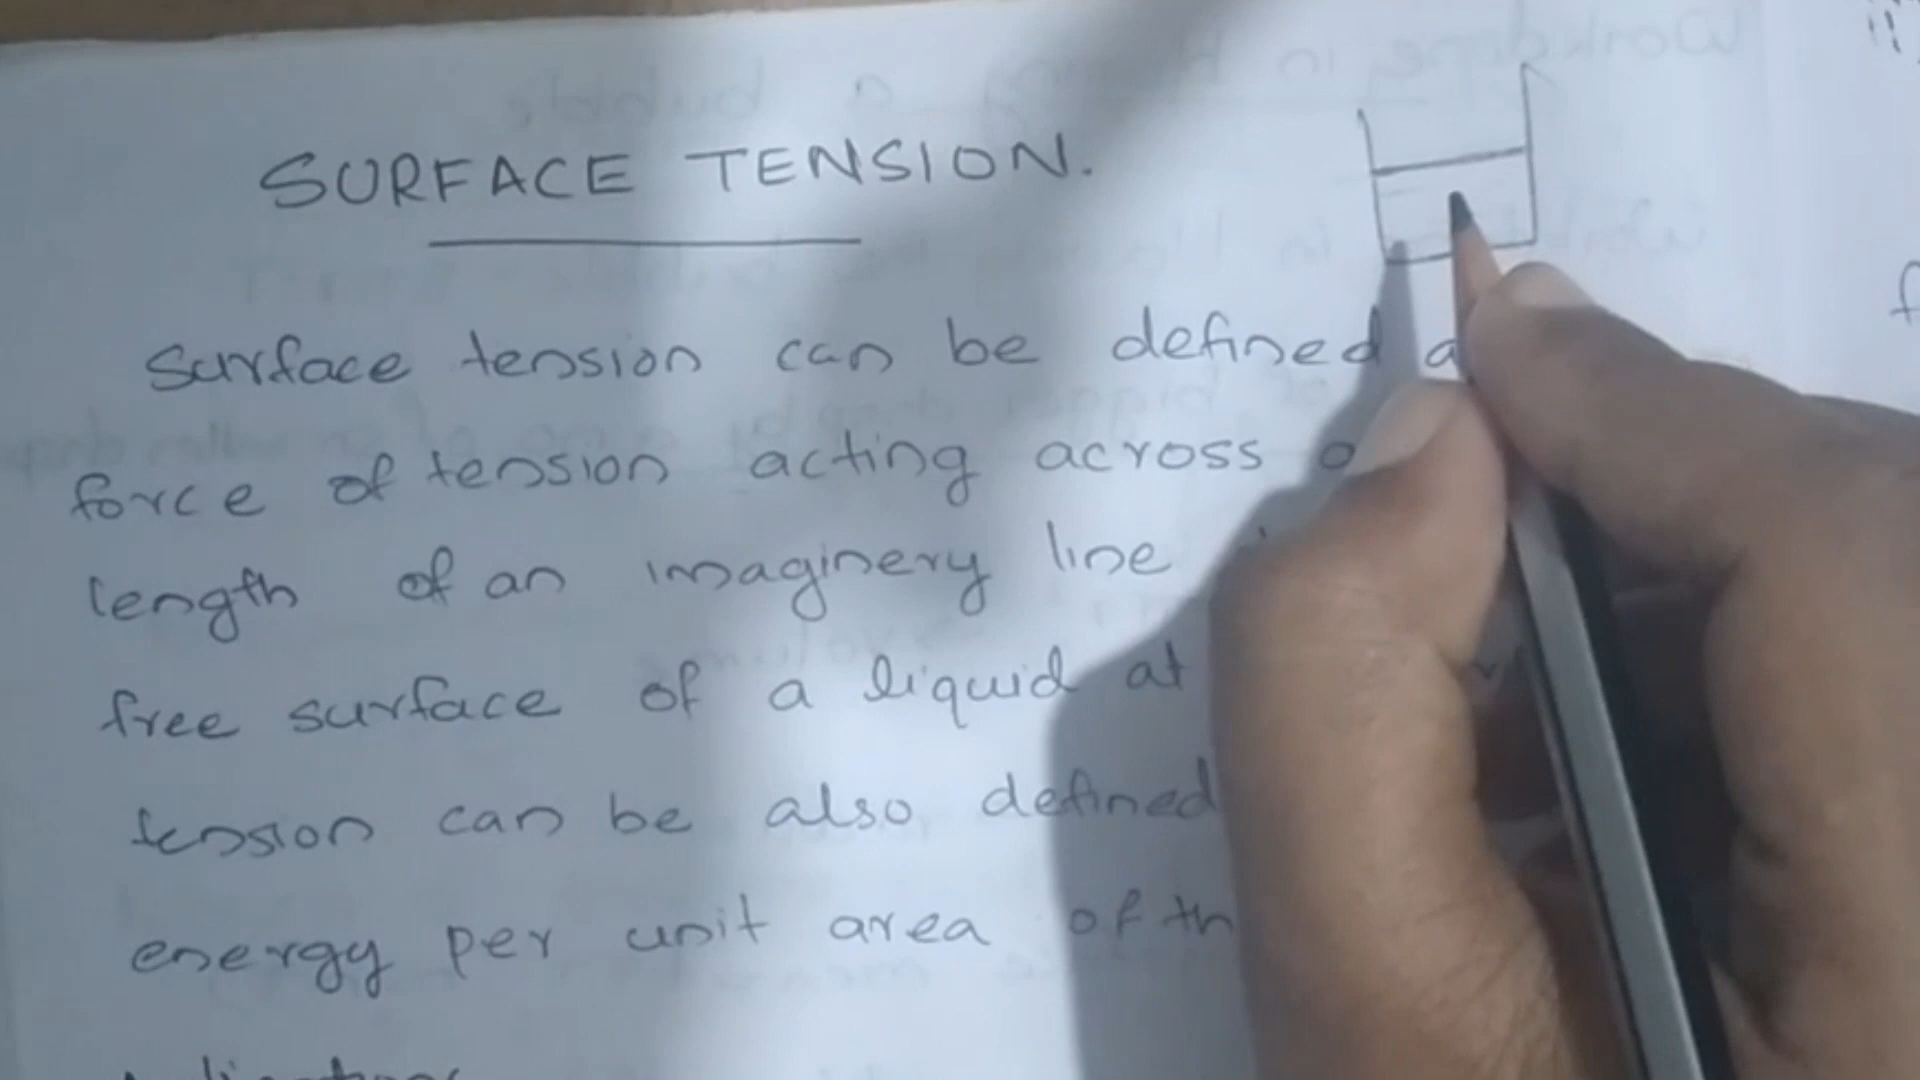 SURFACE TENSION.
Surface tension can be defined
force of tension acting across
length of an imaginery line
free surface of a liquid at
tension can be also defined
energy per unit area of